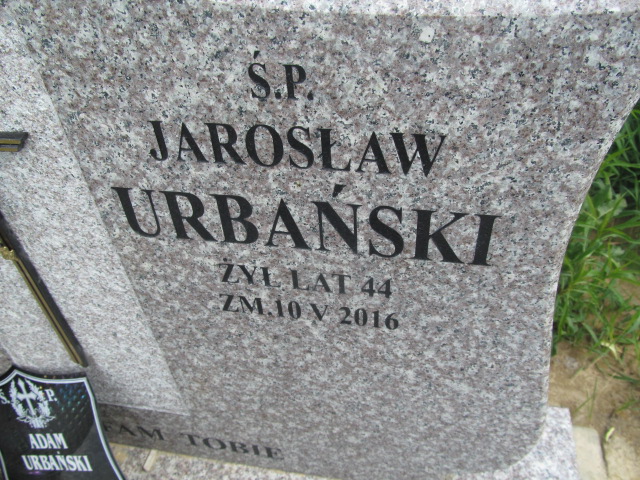 Ś.P.
JAROSŁAW
URBAŃSKI
ŻYŁ LAT 44
ZM.10 V 2016
TOBIE
Ś. P.
ADAM
URBAŃSKI